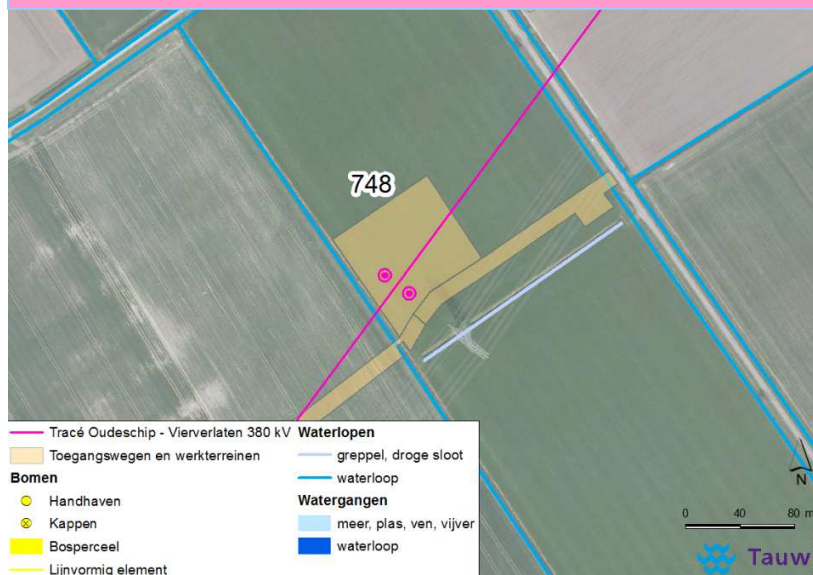 748
Tracé Oudeschip - Vierverlaten 380 kV
Toegangswegen en werkterreinen
Bomen
Handhaven
Kappen
Bosperceel
Lijnvormig element
Waterlopen
greppel, droge sloot
waterloop
Watergangen
meer, plas, ven, vijver
waterloop
N
0 40 80 m
Tauw